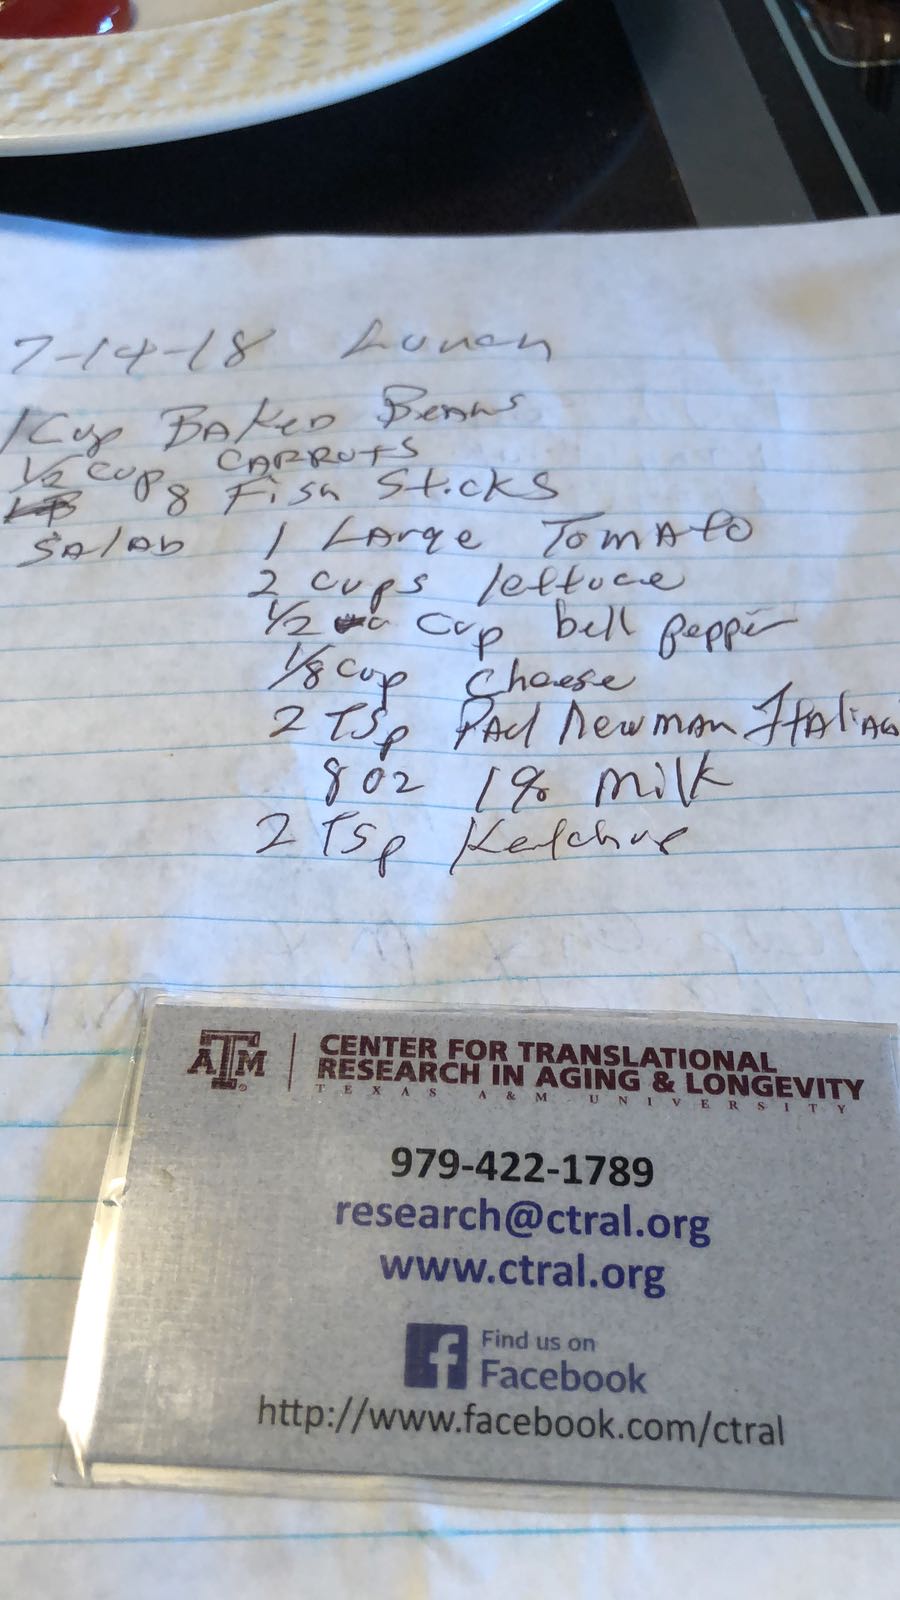 7-14-18 Lunch
1 Cup BAKED BEANS
1/2 cup CARROTS
8 Fish Sticks
SALAD 1 LARge TomATo
2 cups lettuce
1/2 cup bell pepper
1/8 cup cheese
2 TSp PAul Newman ITALiAn
8 oz 1% milk
2 TSp Ketchup
ATM CENTER FOR TRANSLATIONAL
RESEARCH IN AGING & LONGEVITY
TEXAS A&M UNIVERSITY
979-422-1789
research@ctral.org
www.ctral.org
f Find us on
Facebook
http://www.facebook.com/ctral